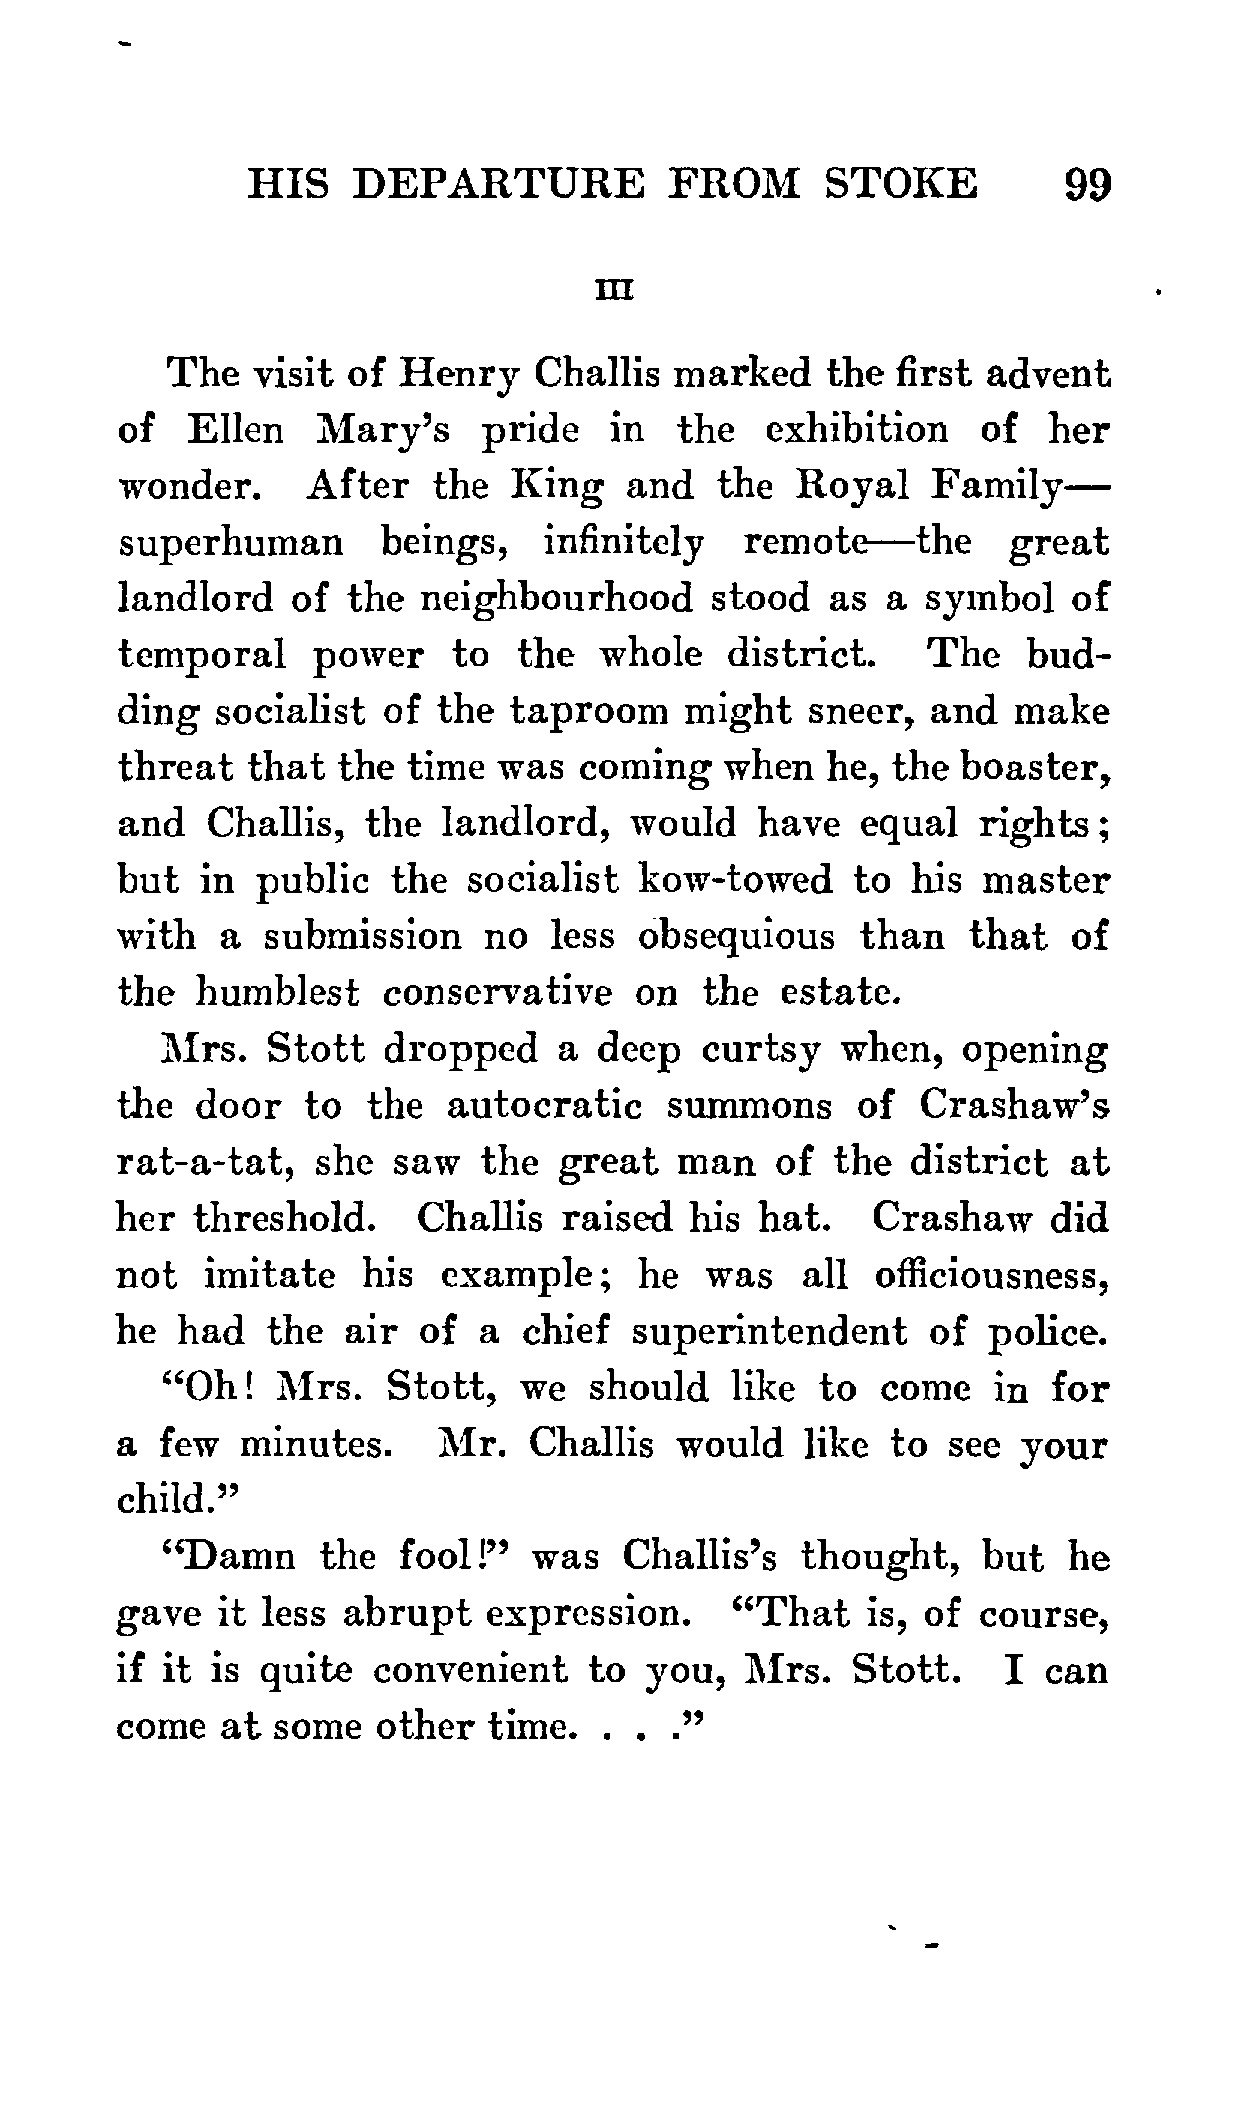 HIS DEPARTURE FROM STOKE 99
III
The visit of Henry Challis marked the first advent
of Ellen Mary's pride in the exhibition of her
wonder. After the King and the Royal Family—
superhuman beings, infinitely remote—the great
landlord of the neighbourhood stood as a symbol of
temporal power to the whole district. The bud-
ding socialist of the taproom might sneer, and make
threat that the time was coming when he, the boaster,
and Challis, the landlord, would have equal rights;
but in public the socialist kow-towed to his master
with a submission no less obsequious than that of
the humblest conservative on the estate.
Mrs. Stott dropped a deep curtsy when, opening
the door to the autocratic summons of Crashaw's
rat-a-tat, she saw the great man of the district at
her threshold. Challis raised his hat. Crashaw did
not imitate his example; he was all officiousness,
he had the air of a chief superintendent of police.
"Oh! Mrs. Stott, we should like to come in for
a few minutes. Mr. Challis would like to see your
child."
"Damn the fool!" was Challis's thought, but he
gave it less abrupt expression. "That is, of course,
if it is quite convenient to you, Mrs. Stott. I can
come at some other time. . . ."